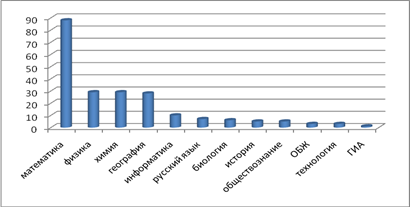 90
80
70
60
50
40
30
20
10
0
математика
физика
химия
география
информатика
русский язык
биология
история
обществознание
ОБЖ
технология
ГИА